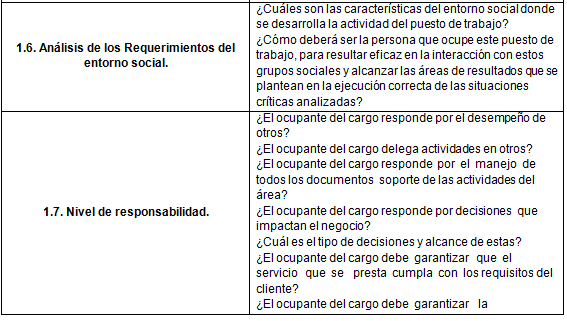 1.6. Análisis de los Requerimientos del
entorno social.
¿Cuáles son las características del entorno social donde
se desarrolla la actividad del puesto de trabajo?
¿Cómo deberá ser la persona que ocupe este puesto de
trabajo, para resultar eficaz en la interacción con estos
grupos sociales y alcanzar las áreas de resultados que se
plantean en la ejecución correcta de las situaciones
críticas analizadas?
1.7. Nivel de responsabilidad.
¿El ocupante del cargo responde por el desempeño de
otros?
¿El ocupante del cargo delega actividades en otros?
¿El ocupante del cargo responde por el manejo de
todos los documentos soporte de las actividades del
área?
¿El ocupante del cargo responde por decisiones que
impactan el negocio?
¿Cuál es el tipo de decisiones y alcance de estas?
¿El ocupante del cargo debe garantizar que el
servicio que se presta cumpla con los requisitos del
cliente?
¿El ocupante del cargo debe garantizar la